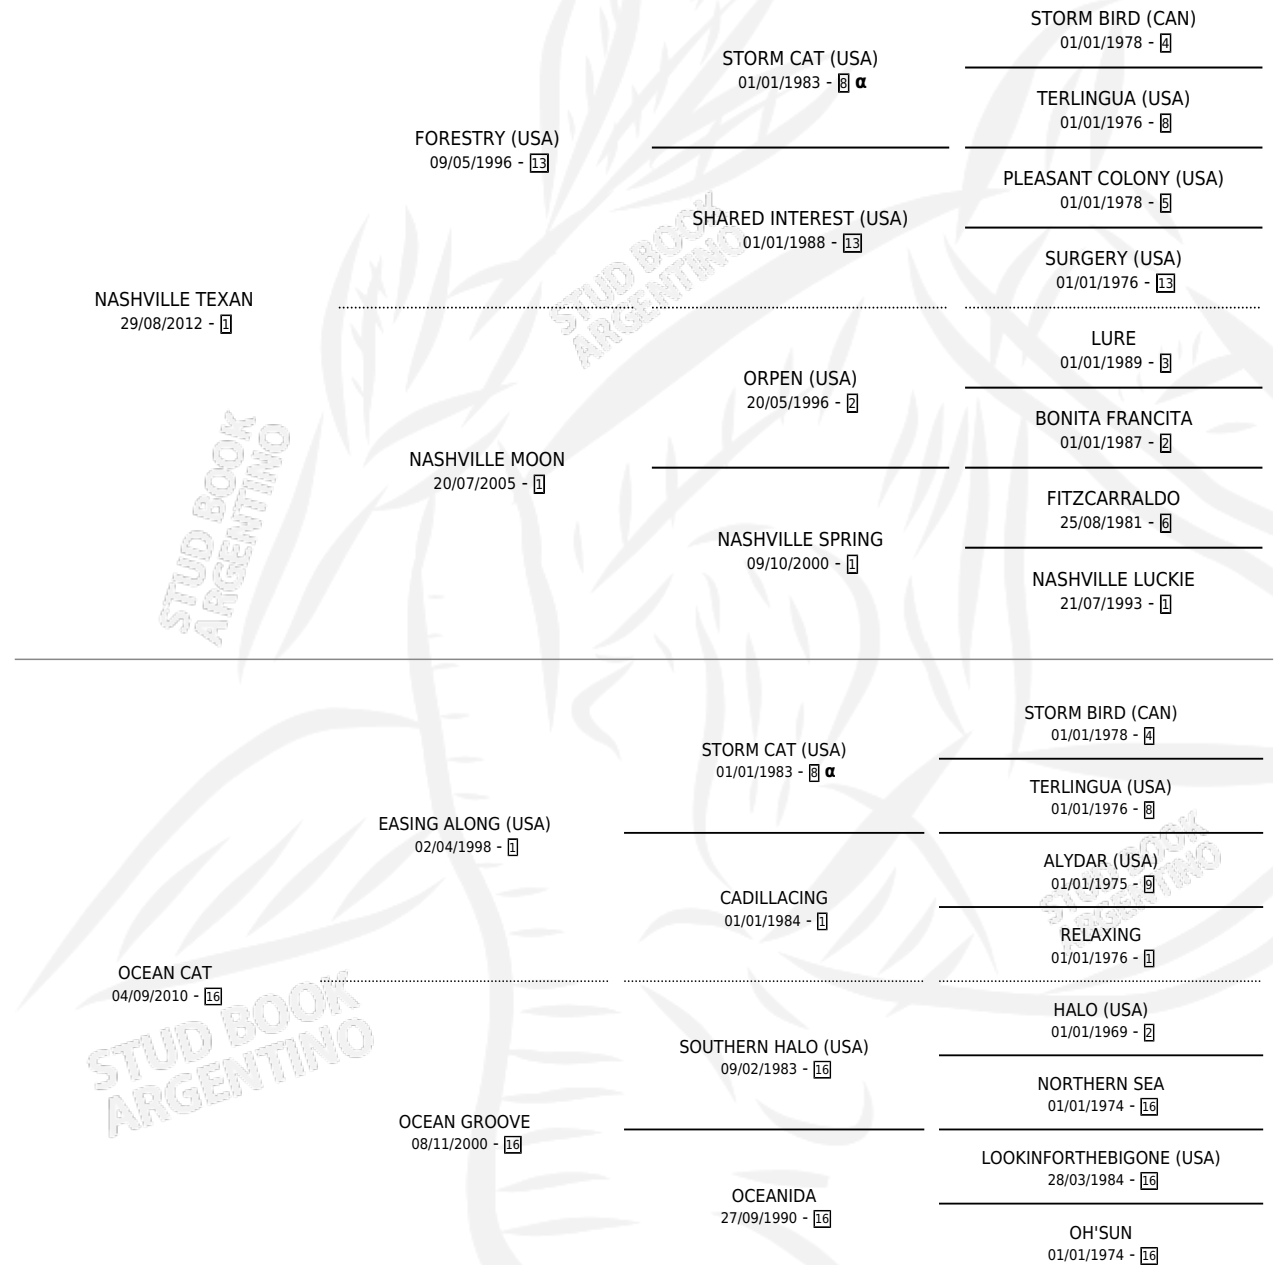 STORM BIRD (CAN)
01/01/1978 - 4
STORM CAT (USA)
01/01/1983 - 8 α
TERLINGUA (USA)
01/01/1976 - 8
FORESTRY (USA)
09/05/1996 - 13
PLEASANT COLONY (USA)
01/01/1978 - 5
SHARED INTEREST (USA)
01/01/1988 - 13
SURGERY (USA)
01/01/1976 - 13
NASHVILLE TEXAN
29/08/2012 - 1
LURE
01/01/1989 - 3
ORPEN (USA)
20/05/1996 - 2
BONITA FRANCITA
01/01/1987 - 2
NASHVILLE MOON
20/07/2005 - 1
FITZCARRALDO
25/08/1981 - 6
NASHVILLE SPRING
09/10/2000 - 1
NASHVILLE LUCKIE
21/07/1993 - 1
STORM BIRD (CAN)
01/01/1978 - 4
STORM CAT (USA)
01/01/1983 - 8 α
TERLINGUA (USA)
01/01/1976 - 8
EASING ALONG (USA)
02/04/1998 - 1
ALYDAR (USA)
01/01/1975 - 9
CADILLACING
01/01/1984 - 1
RELAXING
01/01/1976 - 1
OCEAN CAT
04/09/2010 - 16
HALO (USA)
01/01/1969 - 2
SOUTHERN HALO (USA)
09/02/1983 - 16
NORTHERN SEA
01/01/1974 - 16
OCEAN GROOVE
08/11/2000 - 16
LOOKINFORTHEBIGONE (USA)
28/03/1984 - 16
OCEANIDA
27/09/1990 - 16
OH'SUN
01/01/1974 - 16
STUD BOOK
ARGENTINO
STUD BOOK
ARGENTINO
STUD BOOK
ARGENTINO
STUD BOOK
ARGENTINO